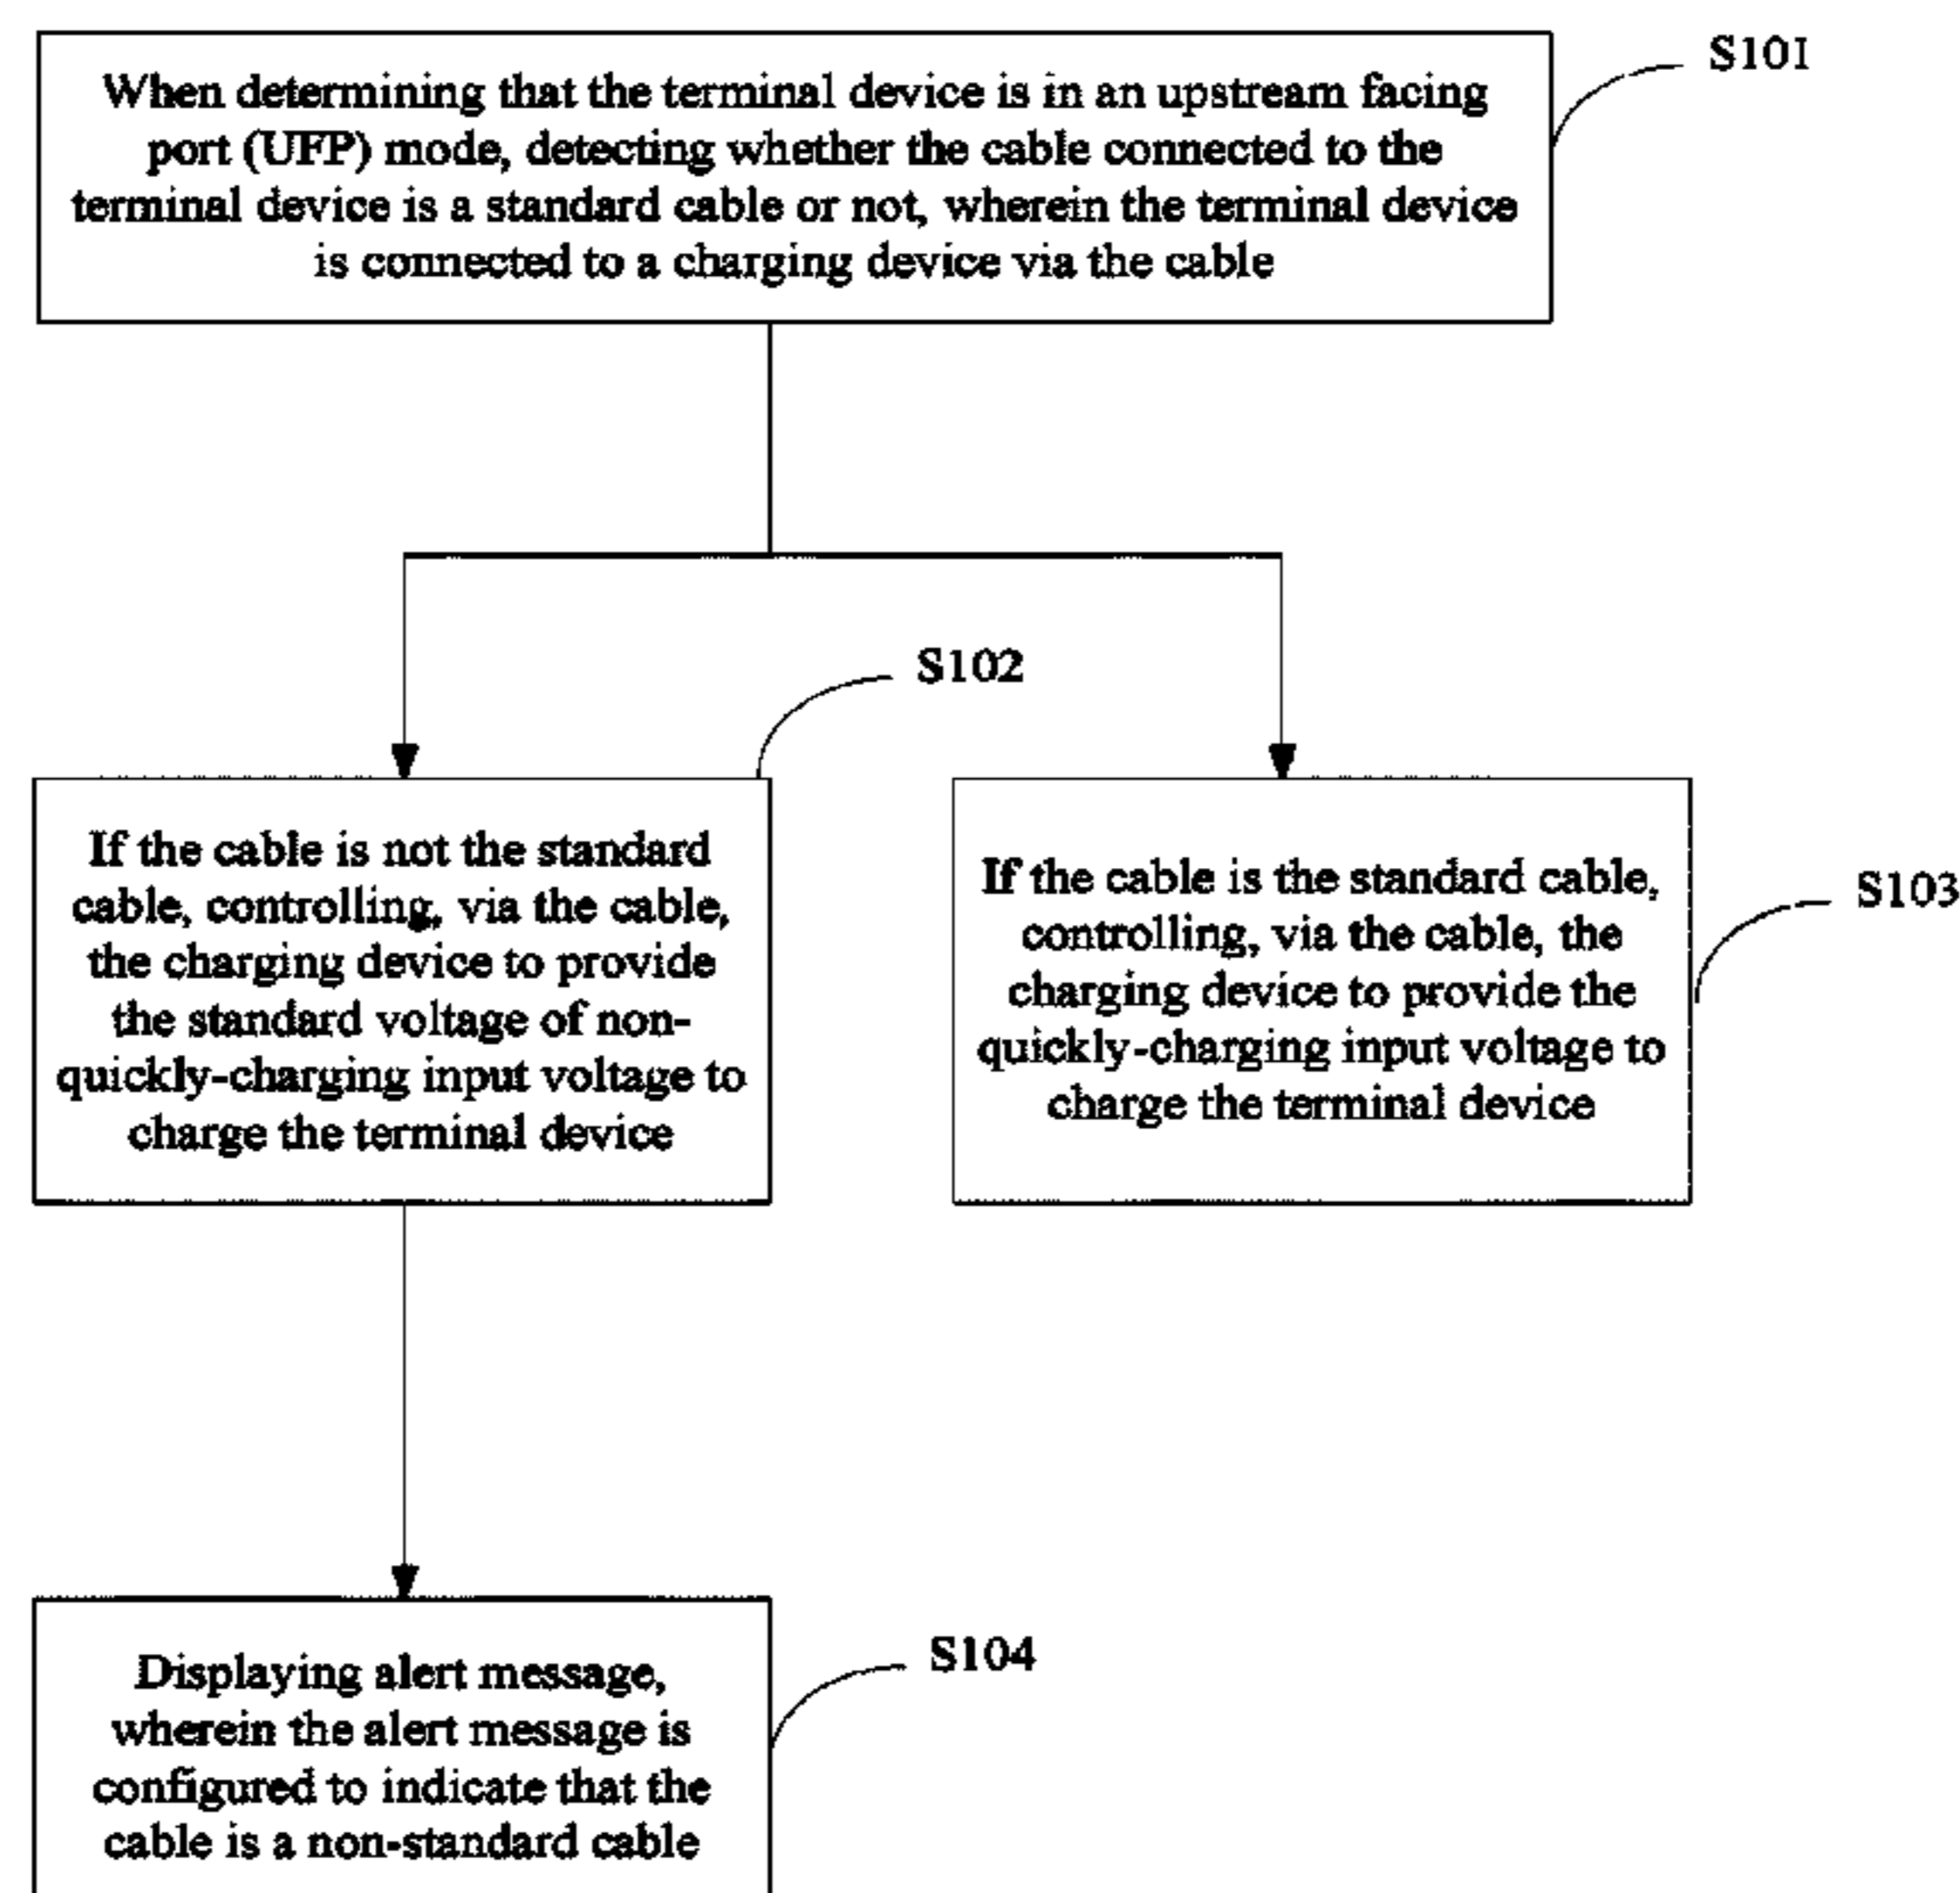 When determining that the terminal device is in an upstream facing
port (UFP) mode, detecting whether the cable connected to the
terminal device is a standard cable or not, wherein the terminal device
is connected to a charging device via the cable
S101
S102
If the cable is not the standard
cable, controlling, via the cable,
the charging device to provide
the standard voltage of non-
quickly-charging input voltage to
charge the terminal device
If the cable is the standard cable,
controlling, via the cable, the
charging device to provide the
quickly-charging input voltage to
charge the terminal device
S103
Displaying alert message,
wherein the alert message is
configured to indicate that the
cable is a non-standard cable
S104